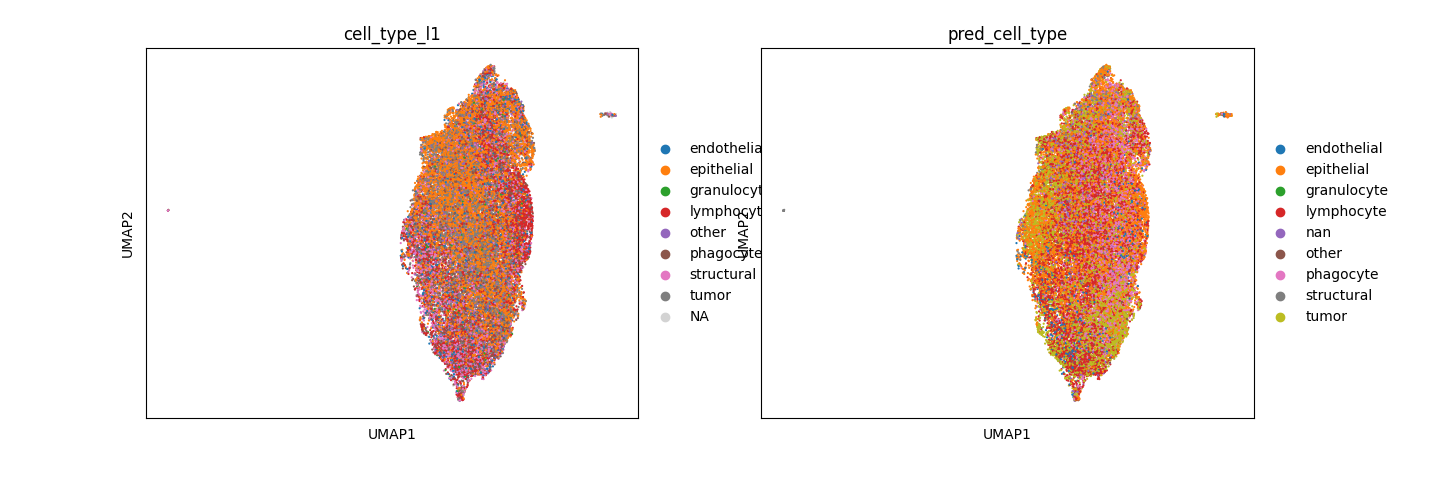 cell_type_l1
UMAP2
UMAP1
endothelia
epithelial
granulocyt
lymphocyt
other
phagocyte
structural
tumor
NA
pred_cell_type
UMAP2
UMAP1
endothelial
epithelial
granulocyte
lymphocyte
nan
other
phagocyte
structural
tumor